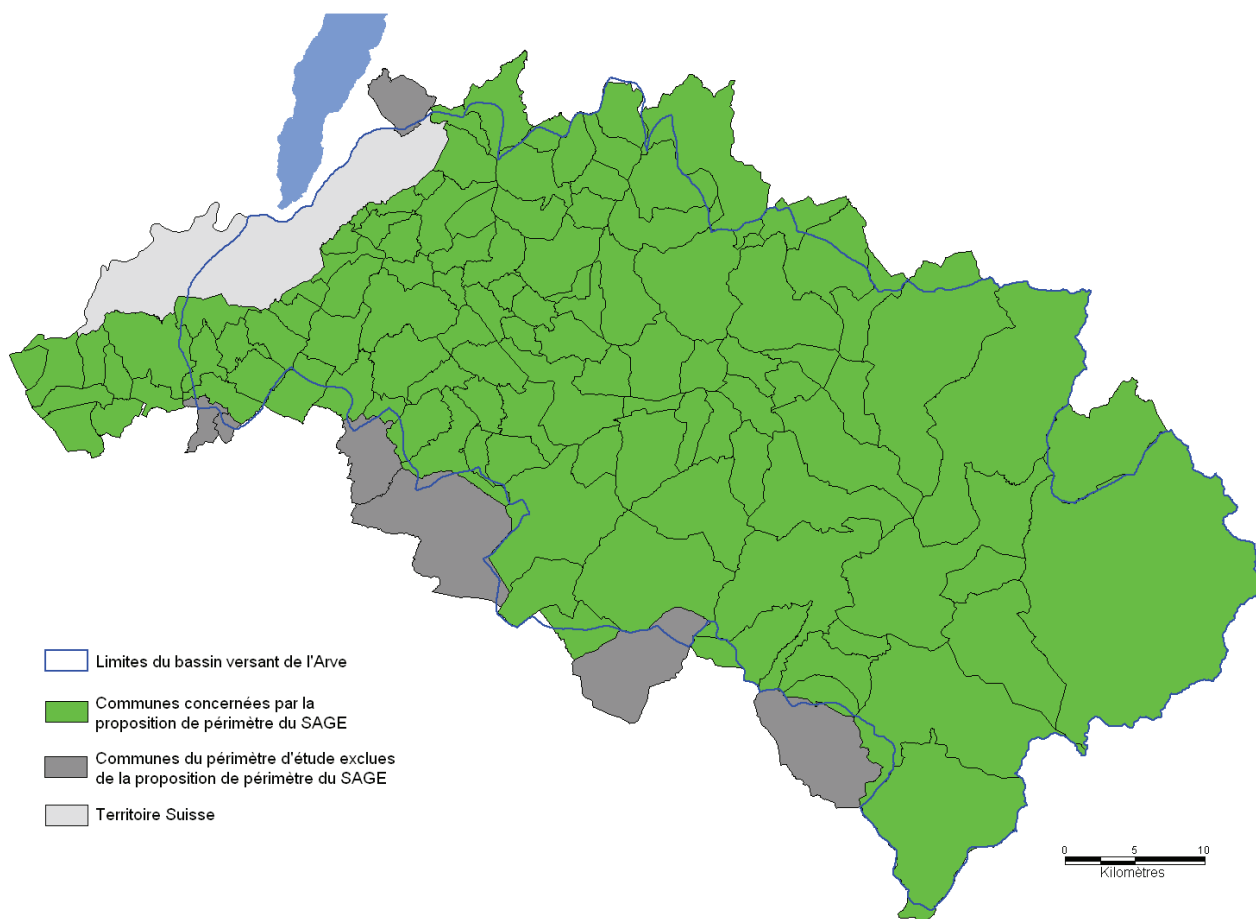 Limites du bassin versant de l'Arve
Communes concernées par la
proposition de périmètre du SAGE
Communes du périmètre d'étude exclues
de la proposition de périmètre du SAGE
Territoire Suisse
0 5 10
Kilomètres